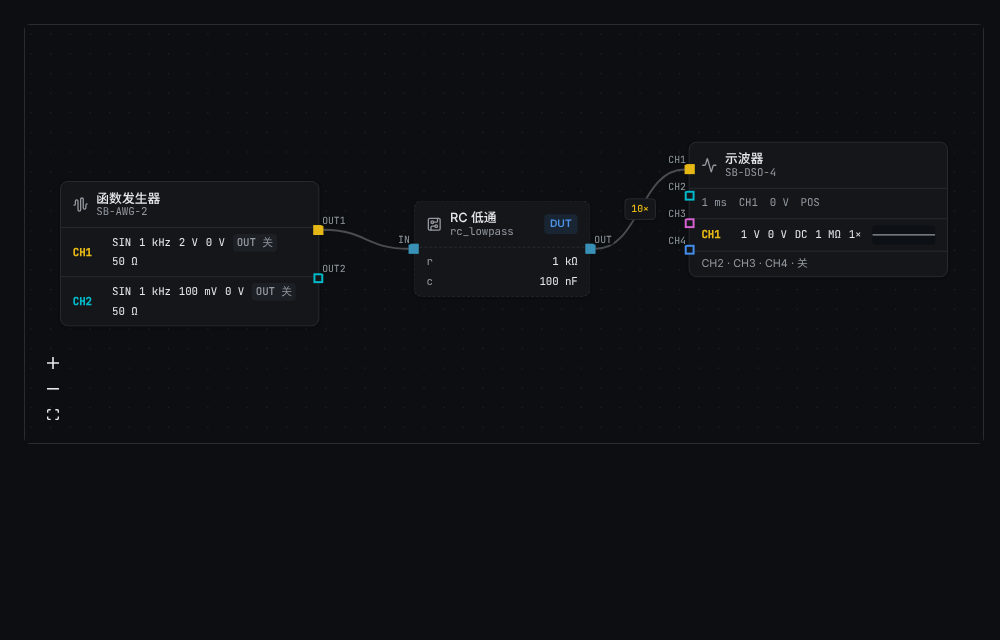 函数发生器
SB-AWG-2
CH1
SIN 1 kHz 2 V 0 V OUT 关
50 Ω
CH2
SIN 1 kHz 100 mV 0 V OUT 关
50 Ω
OUT1
OUT2
IN
RC 低通
rc_lowpass
DUT
r 1 kΩ
c 100 nF
OUT
10×
CH1
CH2
CH3
CH4
示波器
SB-DSO-4
1 ms CH1 0 V POS
CH1 1 V 0 V DC 1 MΩ 1×
CH2 · CH3 · CH4 · 关